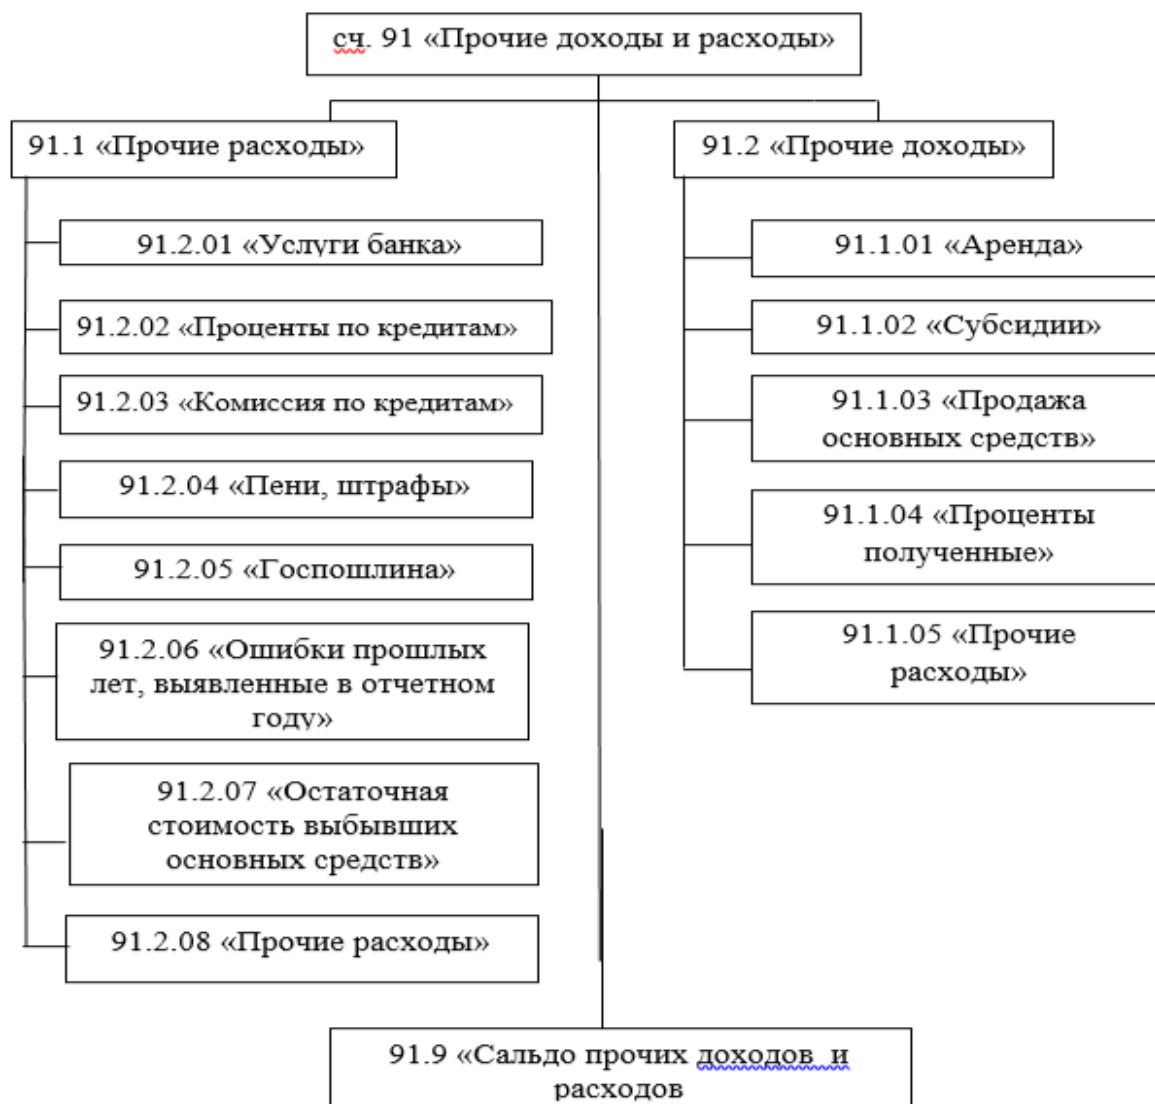 сч. 91 «Прочие доходы и расходы»
91.1 «Прочие расходы»
91.2 «Прочие доходы»
91.2.01 «Услуги банка»
91.2.02 «Проценты по кредитам»
91.2.03 «Комиссия по кредитам»
91.2.04 «Пени, штрафы»
91.2.05 «Госпошлина»
91.2.06 «Ошибки прошлых
лет, выявленные в отчетном
году»
91.2.07 «Остаточная
стоимость выбывших
основных средств»
91.2.08 «Прочие расходы»
91.1.01 «Аренда»
91.1.02 «Субсидии»
91.1.03 «Продажа
основных средств»
91.1.04 «Проценты
полученные»
91.1.05 «Прочие
расходы»
91.9 «Сальдо прочих доходов и
расходов